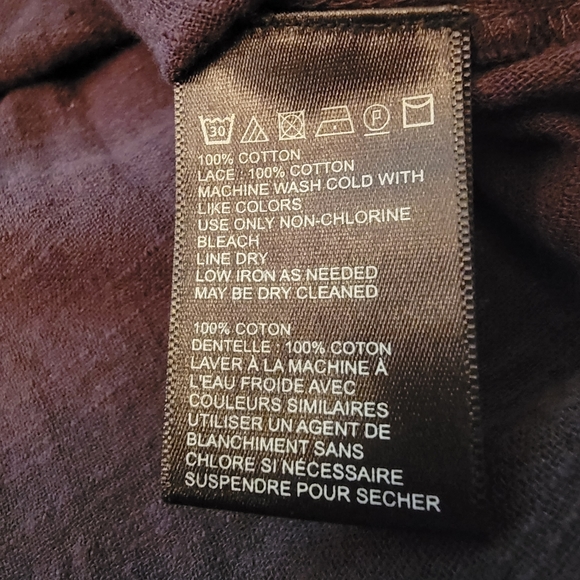 30
F
100% COTTON
LACE : 100% COTTON
MACHINE WASH COLD WITH
LIKE COLORS
USE ONLY NON-CHLORINE
BLEACH
LINE DRY
LOW IRON AS NEEDED
MAY BE DRY CLEANED
100% COTON
DENTELLE : 100% COTON
LAVER À LA MACHINE À
L'EAU FROIDE AVEC
COULEURS SIMILAIRES
UTILISER UN AGENT DE
BLANCHIMENT SANS
CHLORE SI NÉCESSAIRE
SUSPENDRE POUR SECHER